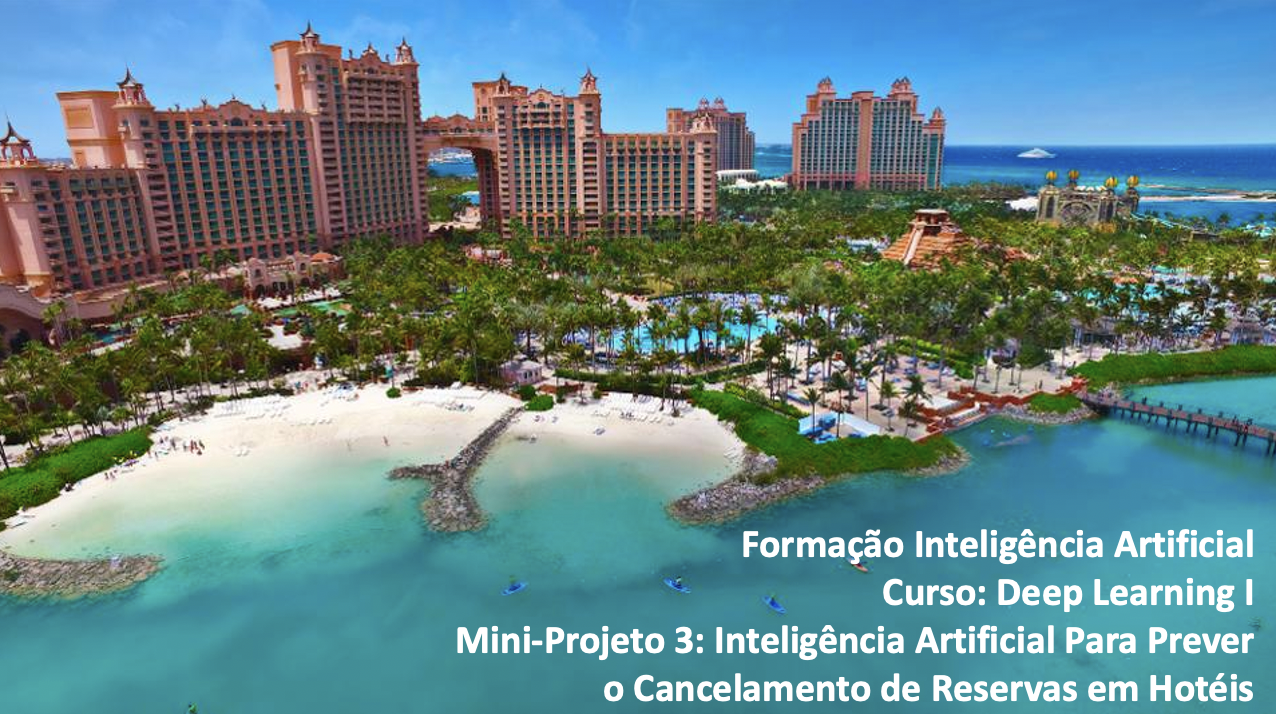 Formação Inteligência Artificial
Curso: Deep Learning I
Mini-Projeto 3: Inteligência Artificial Para Prever
o Cancelamento de Reservas em Hotéis